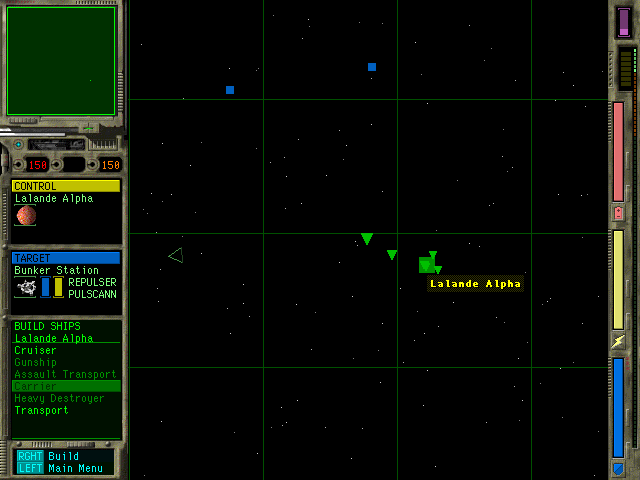 150 150
CONTROL
Lalande Alpha
TARGET
Bunker Station
REPULSER
PULSCANN
BUILD SHIPS
Lalande Alpha
Cruiser
Gunship
Assault Transport
Carrier
Heavy Destroyer
Transport
RGHT Build
LEFT Main Menu
Lalande Alpha